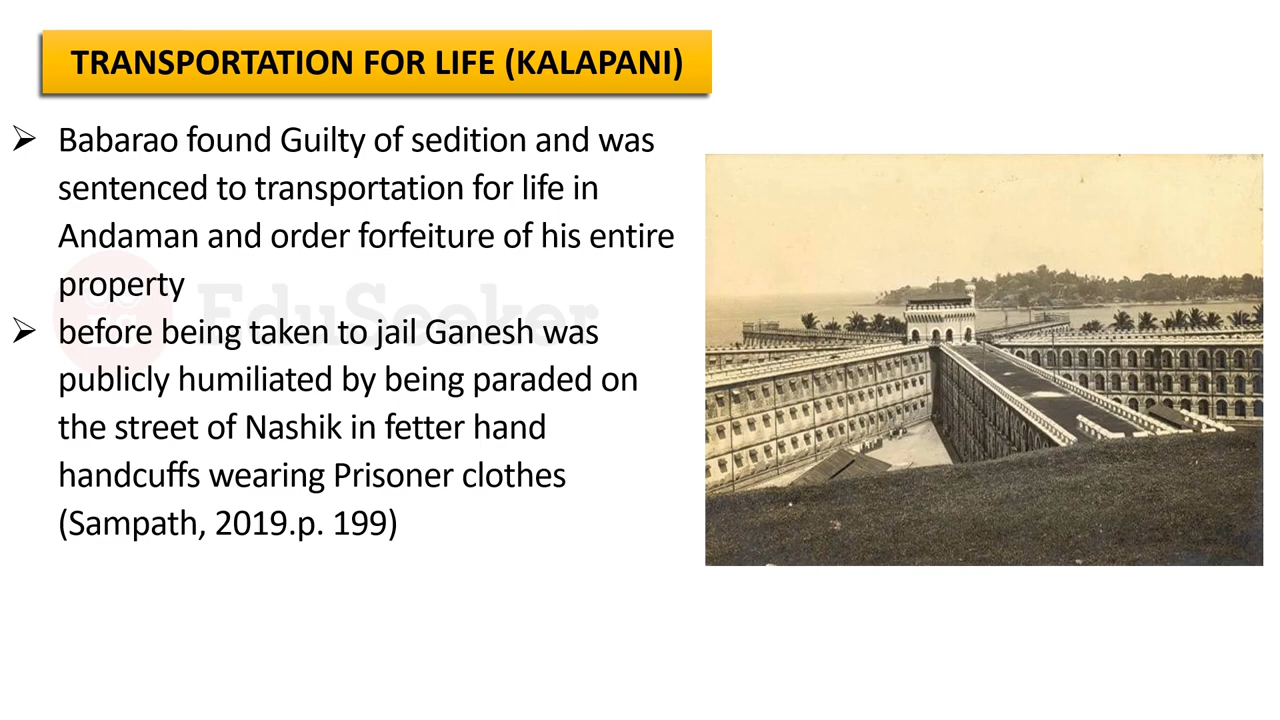 TRANSPORTATION FOR LIFE (KALAPANI)
➢ Babarao found Guilty of sedition and was
sentenced to transportation for life in
Andaman and order forfeiture of his entire
property
EduSeeker
➢ before being taken to jail Ganesh was
publicly humiliated by being paraded on
the street of Nashik in fetter hand
handcuffs wearing Prisoner clothes
(Sampath, 2019.p. 199)